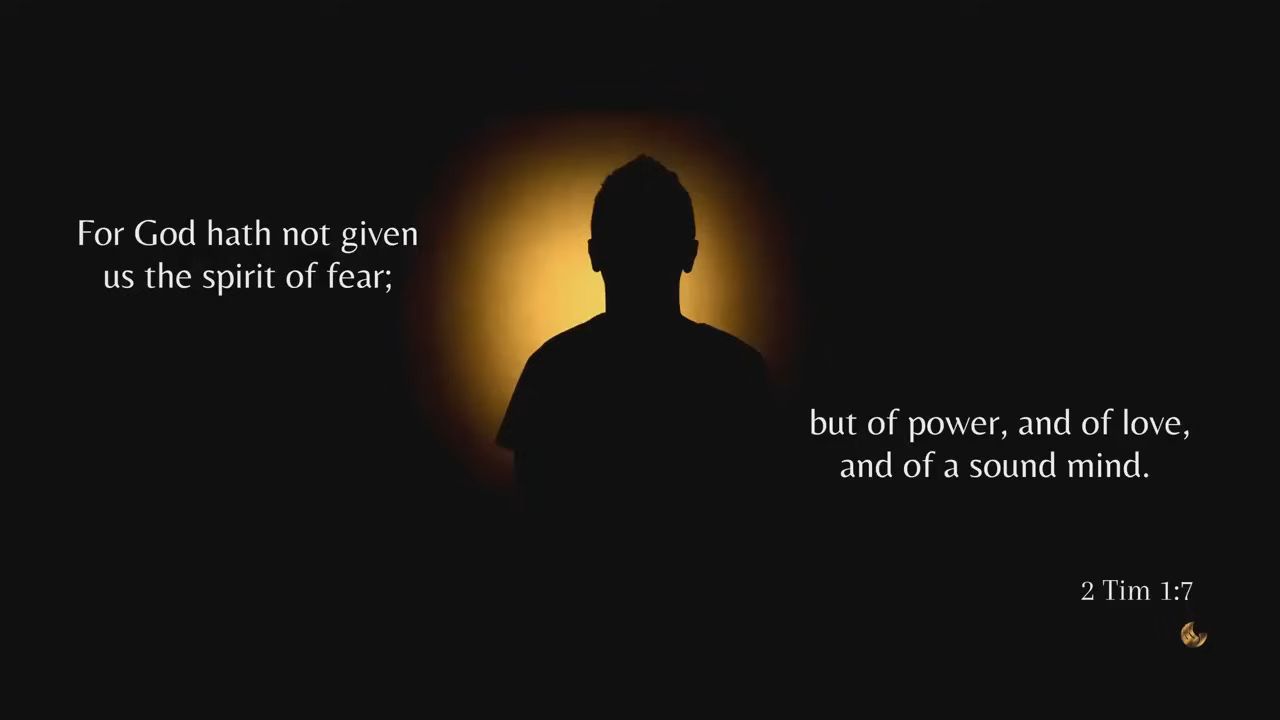 For God hath not given
us the spirit of fear;
but of power, and of love,
and of a sound mind.
2 Tim 1:7